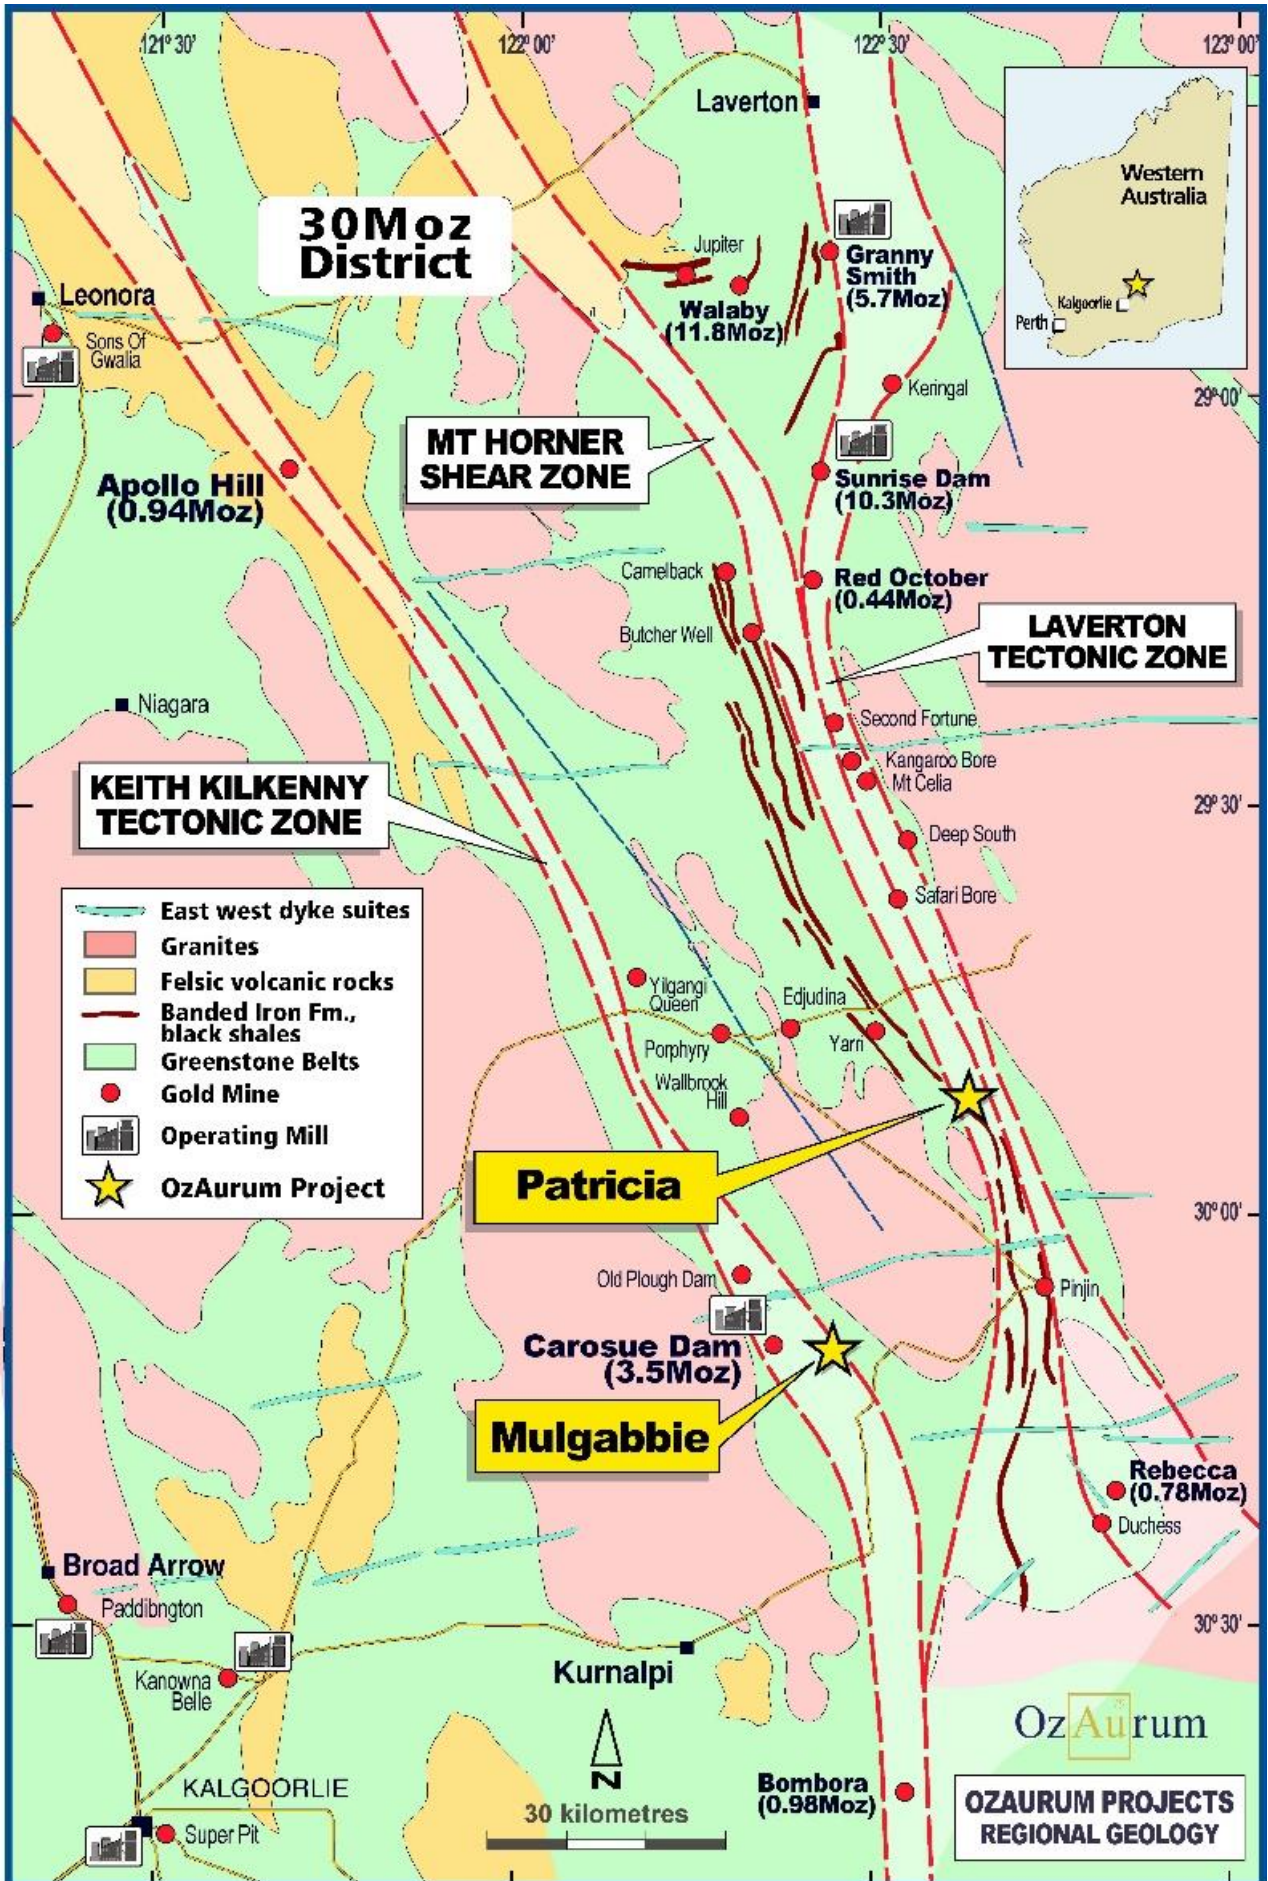 121° 30'
122° 00'
122° 30'
123° 00'
Laverton
Western
Australia
Kalgoorlie
Perth
30Moz
District
Jupiter
Granny
Smith
(5.7Moz)
Walaby
(11.8Moz)
Leonora
Sons Of
Gwalia
Keringal
29° 00'
MT HORNER
SHEAR ZONE
Apollo Hill
(0.94Moz)
Sunrise Dam
(10.3Moz)
Camelback
Red October
(0.44Moz)
Butcher Well
LAVERTON
TECTONIC ZONE
Niagara
Second Fortune
Kangaroo Bore
Mt Celia
KEITH KILKENNY
TECTONIC ZONE
29° 30'
Deep South
Safari Bore
East west dyke suites
Granites
Felsic volcanic rocks
Banded Iron Fm.,
black shales
Greenstone Belts
Gold Mine
Operating Mill
OzAurum Project
Yilgangi
Queen
Edjudina
Porphyry
Yarri
Wallbrook
Hill
Patricia
30° 00'
Old Plough Dam
Pinjin
Carosue Dam
(3.5Moz)
Mulgabbie
Rebecca
(0.78Moz)
Duchess
Broad Arrow
Paddibngton
30° 30'
Kurnalpi
Kanowna
Belle
OzAurum
N
KALGOORLIE
30 kilometres
Bombora
(0.98Moz)
Super Pit
OZAURUM PROJECTS
REGIONAL GEOLOGY